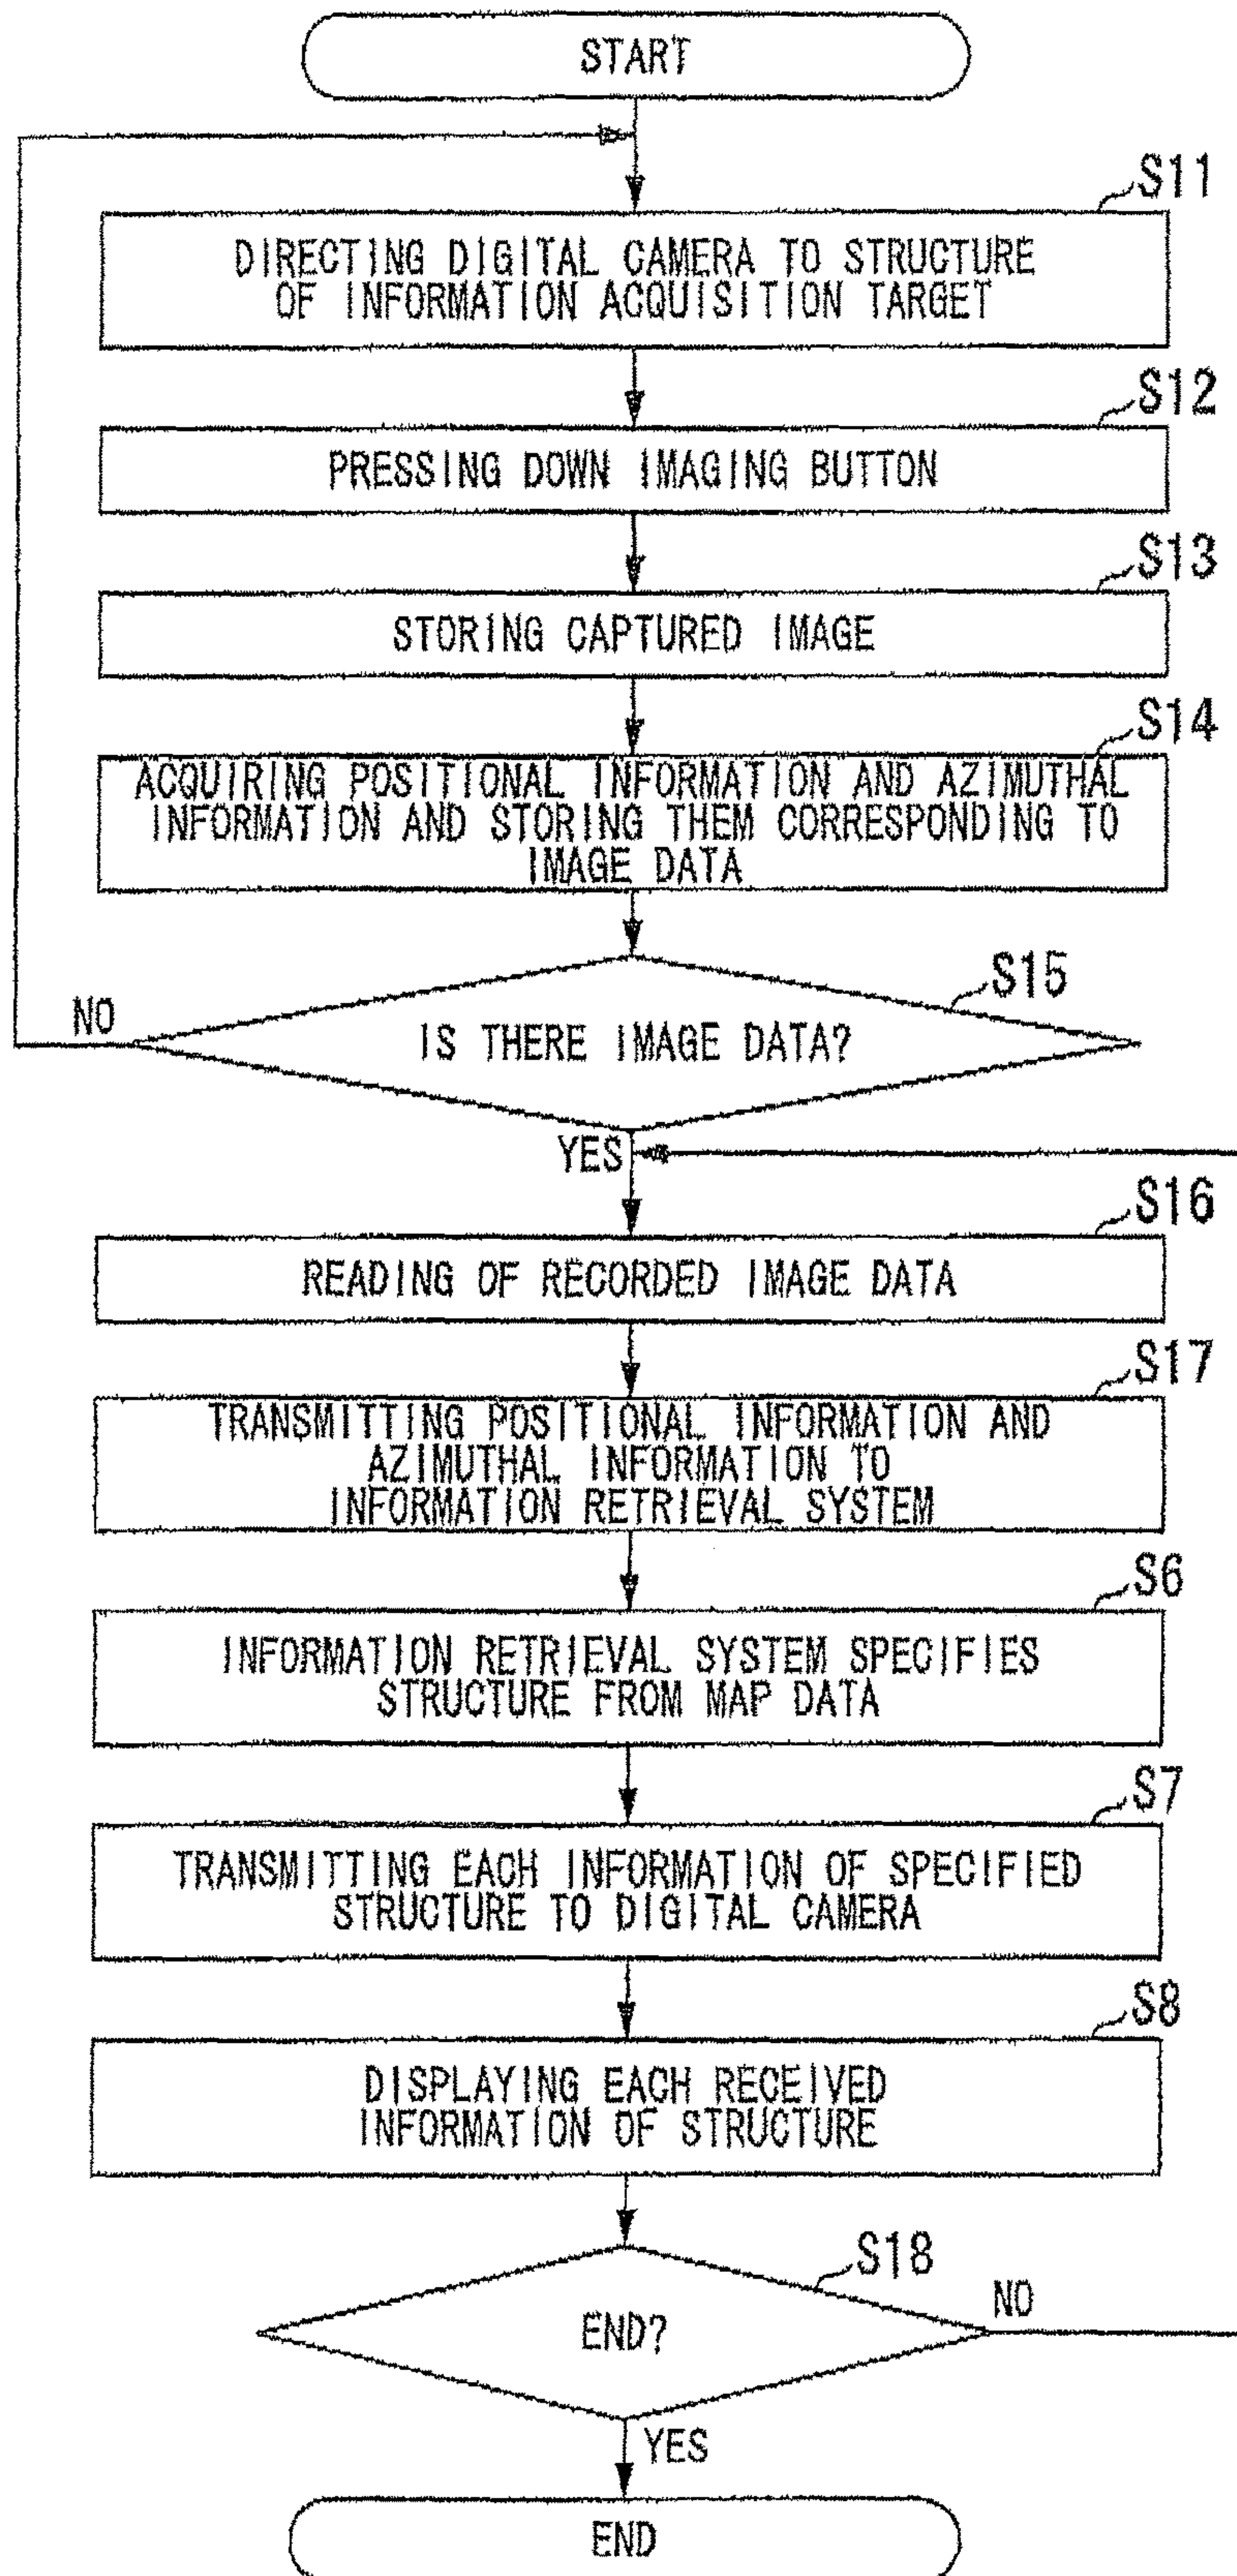 START
S11
DIRECTING DIGITAL CAMERA TO STRUCTURE
OF INFORMATION ACQUISITION TARGET
S12
PRESSING DOWN IMAGING BUTTON
S13
STORING CAPTURED IMAGE
S14
ACQUIRING POSITIONAL INFORMATION AND AZIMUTHAL
INFORMATION AND STORING THEM CORRESPONDING TO
IMAGE DATA
S15
NO
IS THERE IMAGE DATA?
YES
S16
READING OF RECORDED IMAGE DATA
S17
TRANSMITTING POSITIONAL INFORMATION AND
AZIMUTHAL INFORMATION TO
INFORMATION RETRIEVAL SYSTEM
S6
INFORMATION RETRIEVAL SYSTEM SPECIFIES
STRUCTURE FROM MAP DATA
S7
TRANSMITTING EACH INFORMATION OF SPECIFIED
STRUCTURE TO DIGITAL CAMERA
S8
DISPLAYING EACH RECEIVED
INFORMATION OF STRUCTURE
S18
NO
END?
YES
END